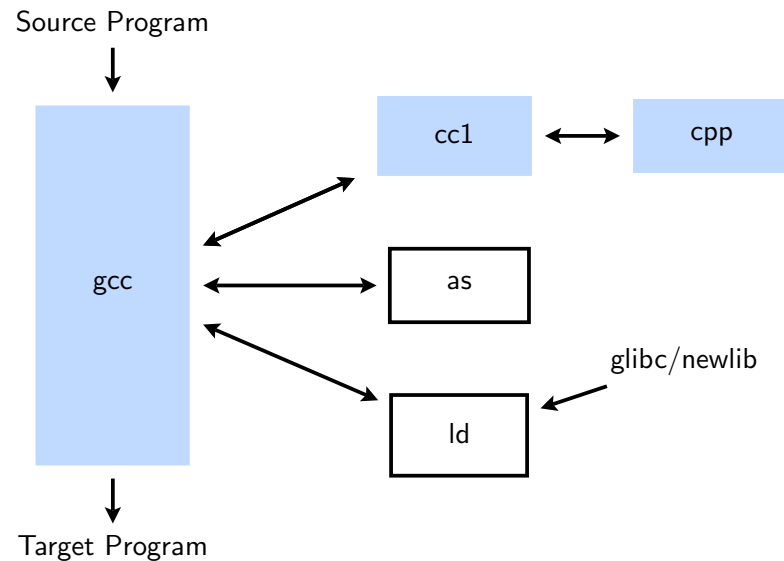 Source Program
cc1
cpp
gcc
as
glibc/newlib
ld
Target Program